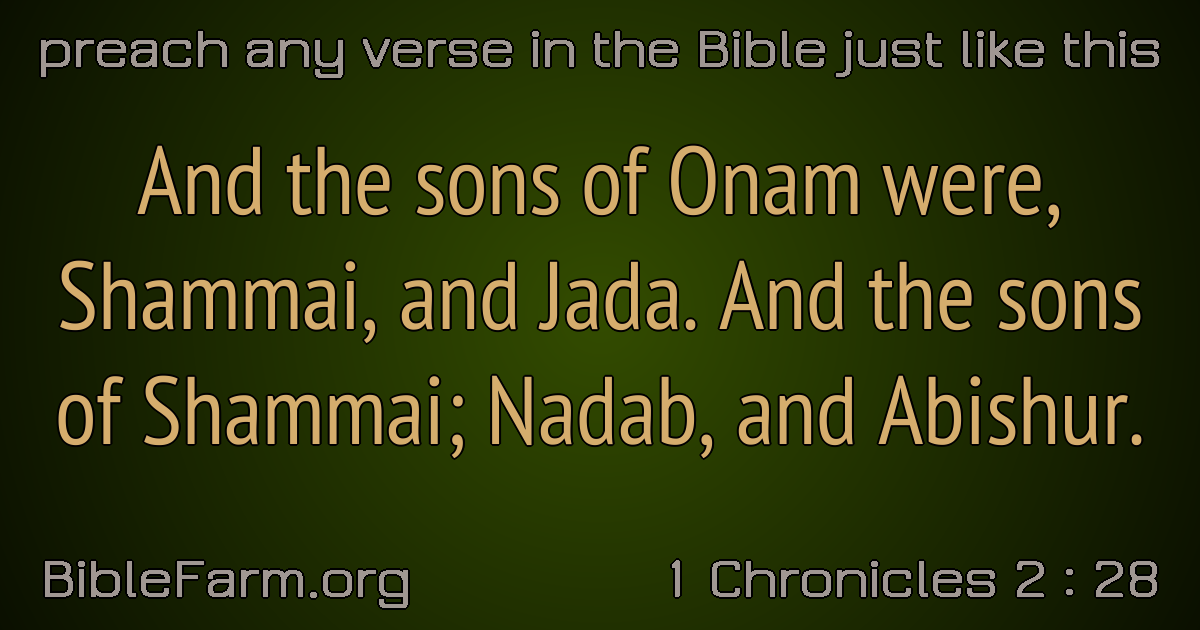 preach any verse in the Bible just like this
And the sons of Onam were,
Shammai, and Jada. And the sons
of Shammai; Nadab, and Abishur.
BibleFarm.org
1 Chronicles 2 : 28